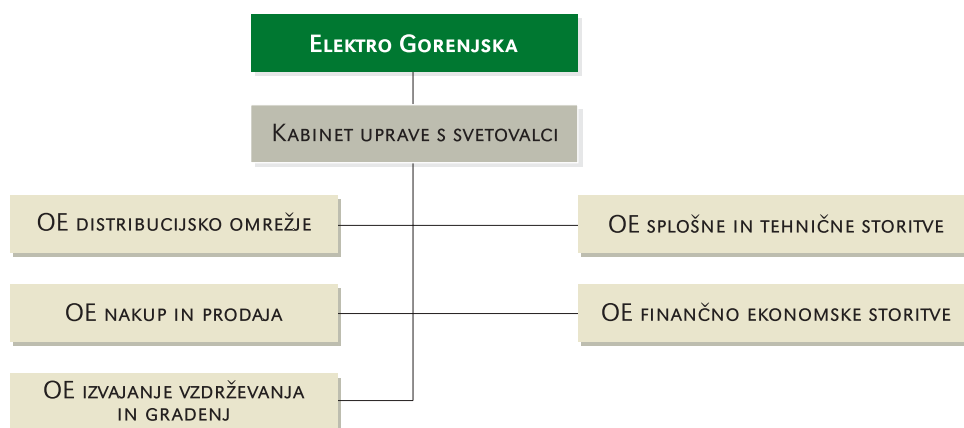 Elektro Gorenjska
Kabinet uprave s svetovalci
OE distribucijsko omrežje
OE splošne in tehnične storitve
OE nakup in prodaja
OE finančno ekonomske storitve
OE izvajanje vzdrževanja
in gradenj